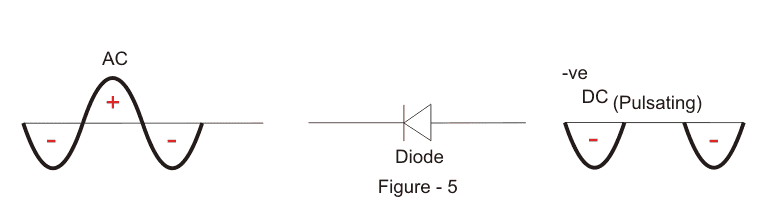 AC
+
-
-
Diode
Figure - 5
-ve
DC (Pulsating)
-
-